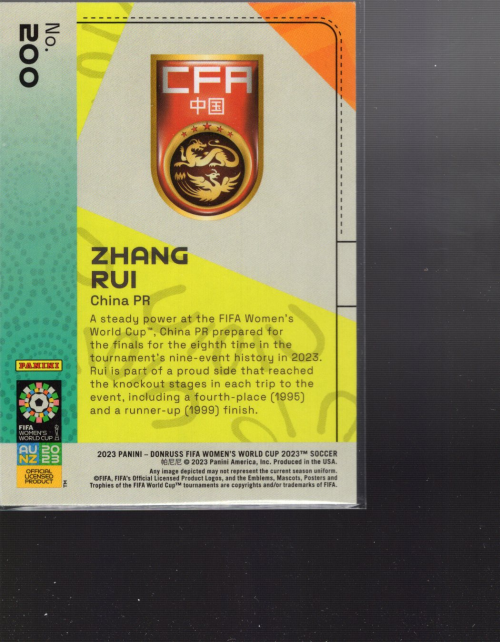 No.
200
CFA
中国
ZHANG
RUI
China PR
A steady power at the FIFA Women's
World Cup™, China PR prepared for
the finals for the eighth time in the
tournament's nine-event history in 2023.
Rui is part of a proud side that reached
the knockout stages in each trip to the
event, including a fourth-place (1995)
and a runner-up (1999) finish.
PANINI
FIFA
WOMEN'S
WORLD CUP
AU 20
NZ 23
OFFICIAL
LICENSED
PRODUCT
™
2023 PANINI – DONRUSS FIFA WOMEN'S WORLD CUP 2023™ SOCCER
帕尼尼 © 2023 Panini America, Inc. Produced in the USA.
Any image depicted may not represent the current season uniform.
©FIFA, FIFA's Official Licensed Product Logos, and the Emblems, Mascots, Posters and
Trophies of the FIFA World Cup™ tournaments are copyrights and/or trademarks of FIFA.